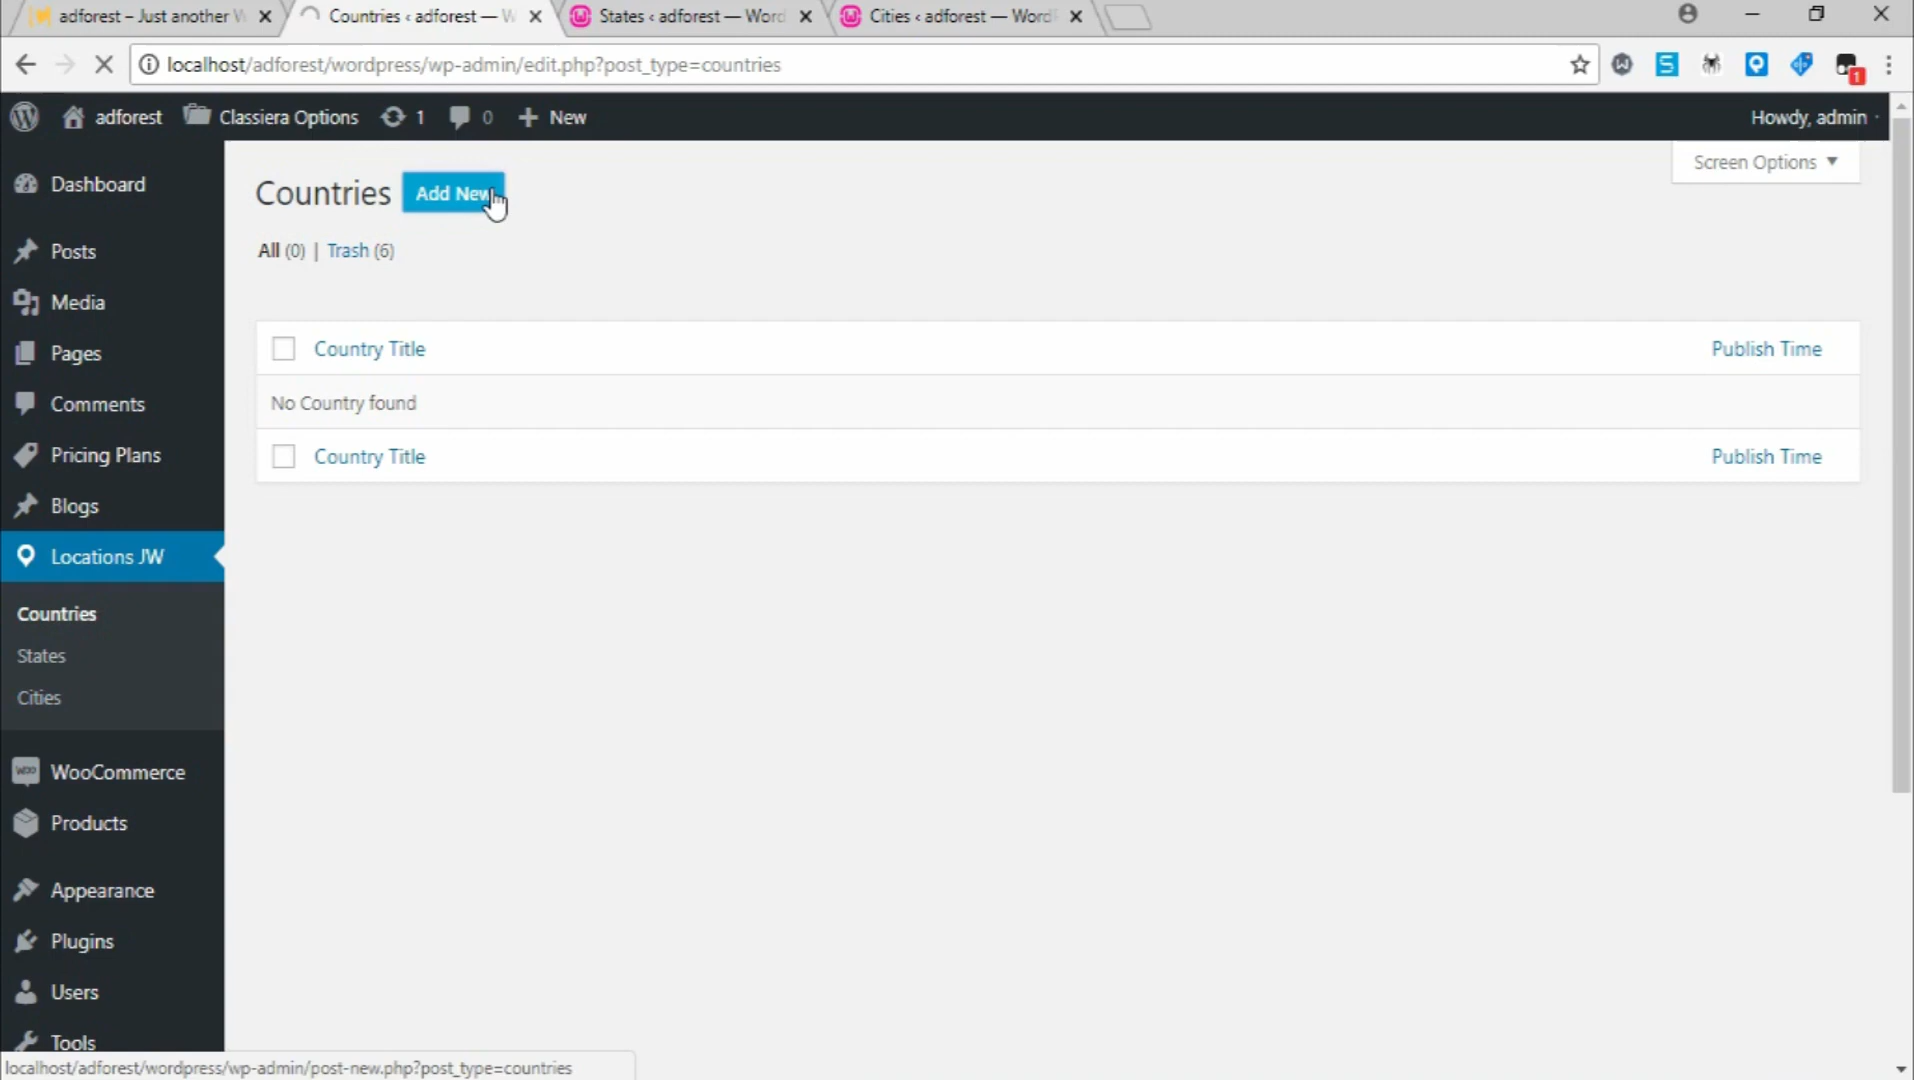 adforest – Just another W
Countries ‹ adforest — W
States ‹ adforest — Word
Cities ‹ adforest — Word
localhost/adforest/wordpress/wp-admin/edit.php?post_type=countries
1
adforest
Classiera Options
1
0
New
Howdy, admin
Screen Options ▼
Dashboard
Posts
Media
Pages
Comments
Pricing Plans
Blogs
Locations JW
Countries
States
Cities
WooCommerce
Products
Appearance
Plugins
Users
Tools
Countries
Add New
All (0) | Trash (6)
Country Title
Publish Time
No Country found
Country Title
Publish Time
localhost/adforest/wordpress/wp-admin/post-new.php?post_type=countries